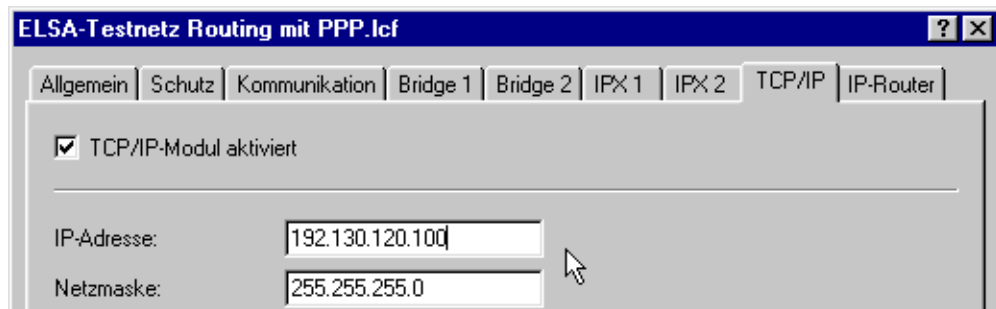 ELSA-Testnetz Routing mit PPP.lcf
Allgemein Schutz Kommunikation Bridge 1 Bridge 2 IPX 1 IPX 2 TCP/IP IP-Router
TCP/IP-Modul aktiviert
IP-Adresse: 192.130.120.100
Netzmaske: 255.255.255.0